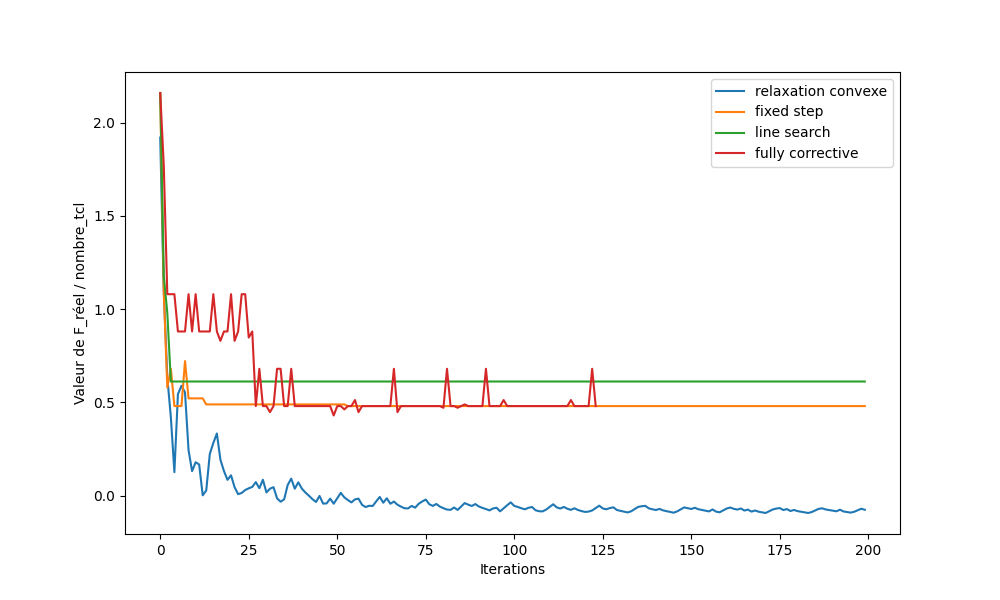 relaxation convexe
fixed step
line search
fully corrective
Valeur de F_réel / nombre_tcl
2.0
1.5
1.0
0.5
0.0
0 25 50 75 100 125 150 175 200
Iterations